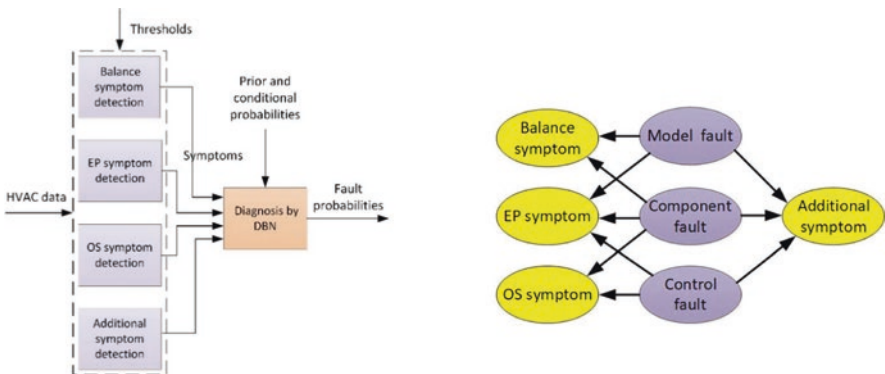 Thresholds
Balance
symptom
detection
EP symptom
detection
OS symptom
detection
Additional
symptom
detection
HVAC data
Symptoms
Prior and
conditional
probabilities
Diagnosis by
DBN
Fault
probabilities
Balance
symptom
EP symptom
OS symptom
Model fault
Component
fault
Control
fault
Additional
symptom